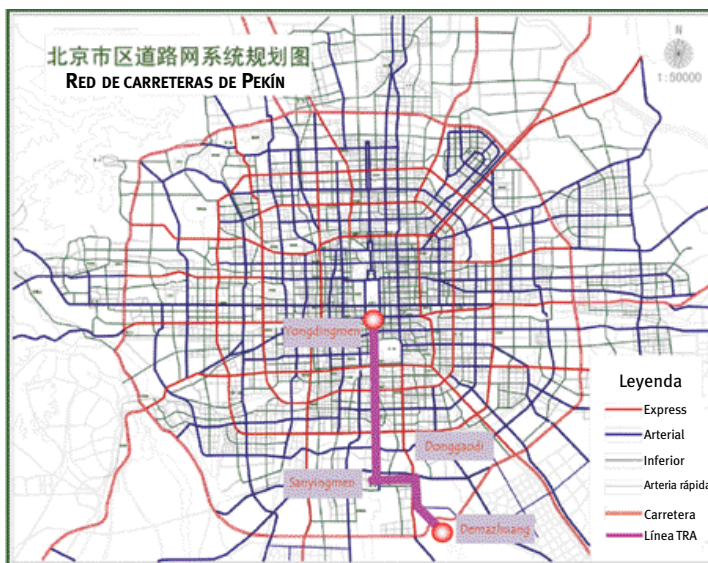 北京市区道路网系统规划图
RED DE CARRETERAS DE PEKÍN
N
1:50000
Yongdingmen
Donggaodi
Sanyingmen
Demazhuang
Leyenda
Express
Arterial
Inferior
Arteria rápida
Carretera
Línea TRA